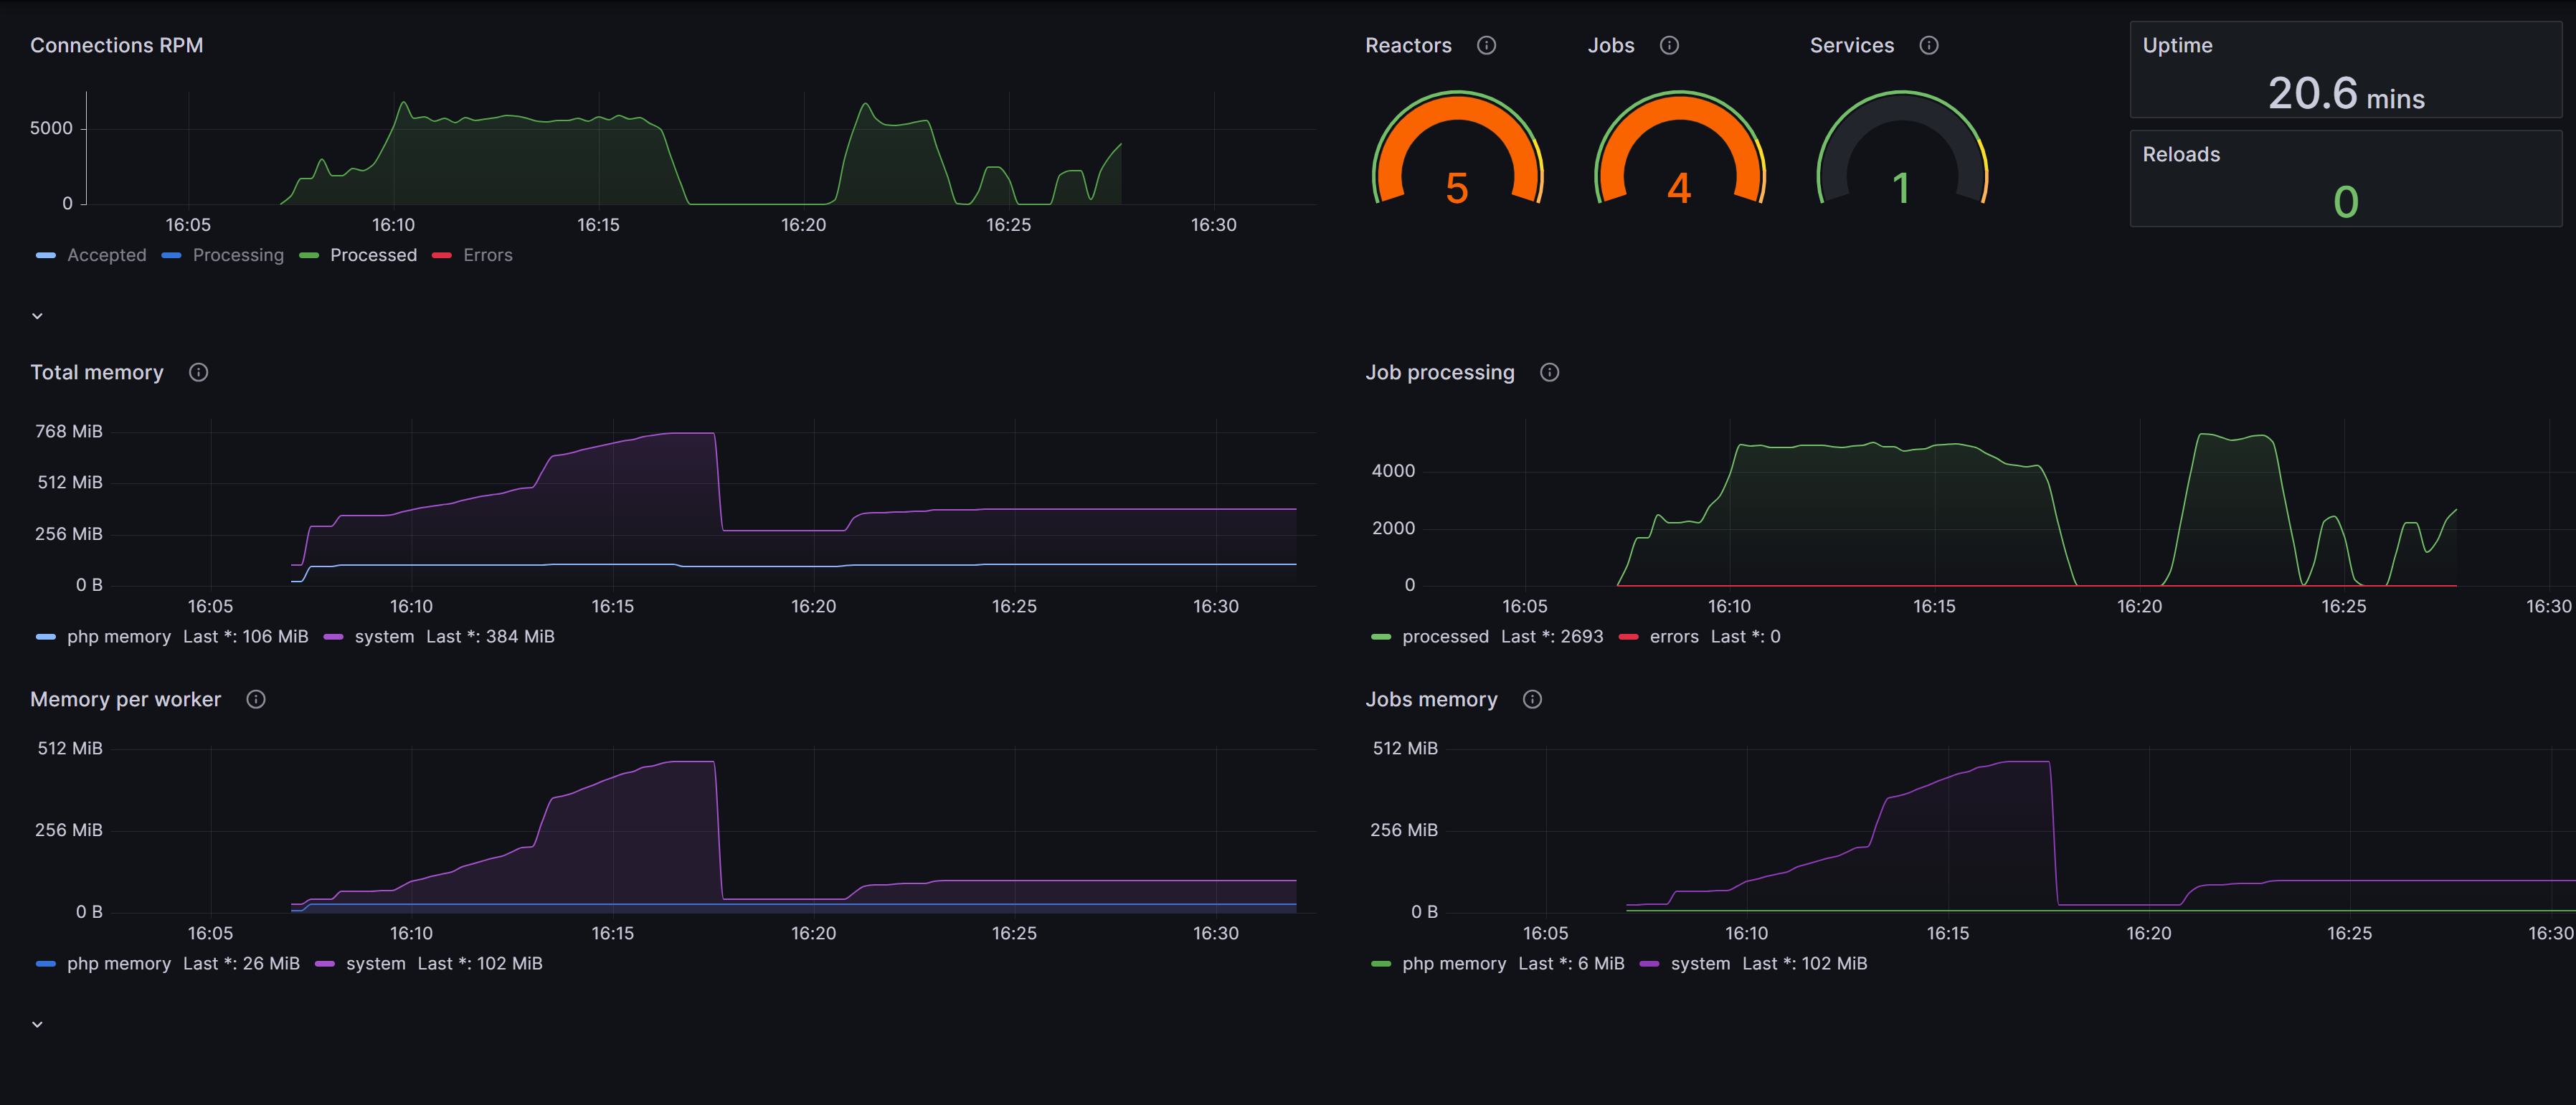 Connections RPM
5000
0
16:05 16:10 16:15 16:20 16:25 16:30
Accepted Processing Processed Errors
Reactors
5
Jobs
4
Services
1
Uptime
20.6 mins
Reloads
0
Total memory
768 MiB
512 MiB
256 MiB
0 B
16:05 16:10 16:15 16:20 16:25 16:30
php memory Last *: 106 MiB system Last *: 384 MiB
Job processing
4000
2000
0
16:05 16:10 16:15 16:20 16:25 16:30
processed Last *: 2693 errors Last *: 0
Memory per worker
512 MiB
256 MiB
0 B
16:05 16:10 16:15 16:20 16:25 16:30
php memory Last *: 26 MiB system Last *: 102 MiB
Jobs memory
512 MiB
256 MiB
0 B
16:05 16:10 16:15 16:20 16:25 16:30
php memory Last *: 6 MiB system Last *: 102 MiB